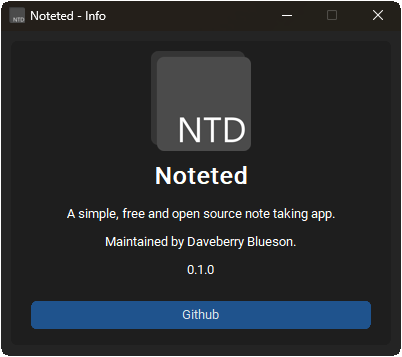 NTD Noteted - Info
NTD
Noteted
A simple, free and open source note taking app.
Maintained by Daveberry Blueson.
0.1.0
Github